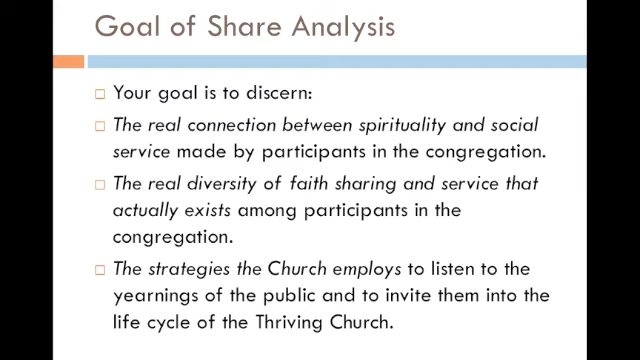 Goal of Share Analysis
Your goal is to discern:
The real connection between spirituality and social
service made by participants in the congregation.
The real diversity of faith sharing and service that
actually exists among participants in the
congregation.
The strategies the Church employs to listen to the
yearnings of the public and to invite them into the
life cycle of the Thriving Church.